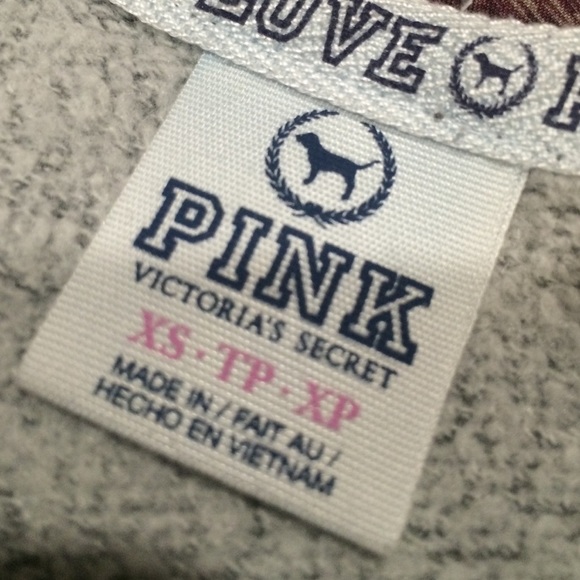 LOVE
PINK
VICTORIA'S SECRET
XS · TP · XP
MADE IN / FAIT AU /
HECHO EN VIETNAM